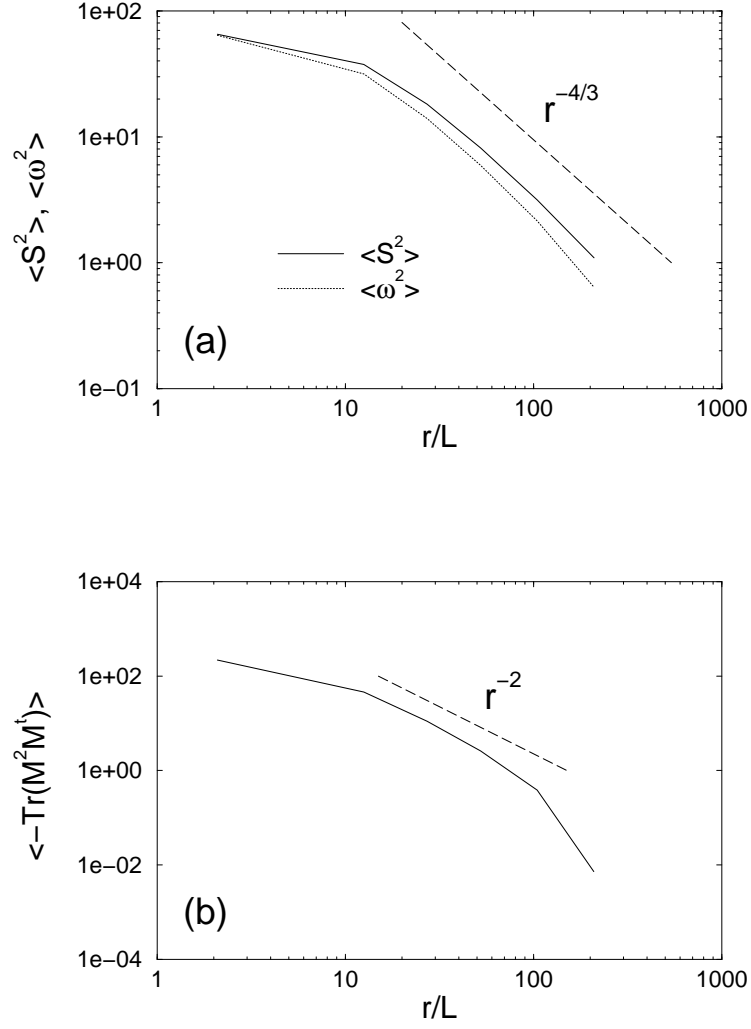 1e+02
1e+01
1e+00
1e−01
<S²>, <ω²>
r⁻⁴/³
<S²>
<ω²>
(a)
1 10 100 1000
r/L
1e+04
1e+02
1e+00
1e−02
1e−04
<−Tr(M²Mᵗ)>
r⁻²
(b)
1 10 100 1000
r/L